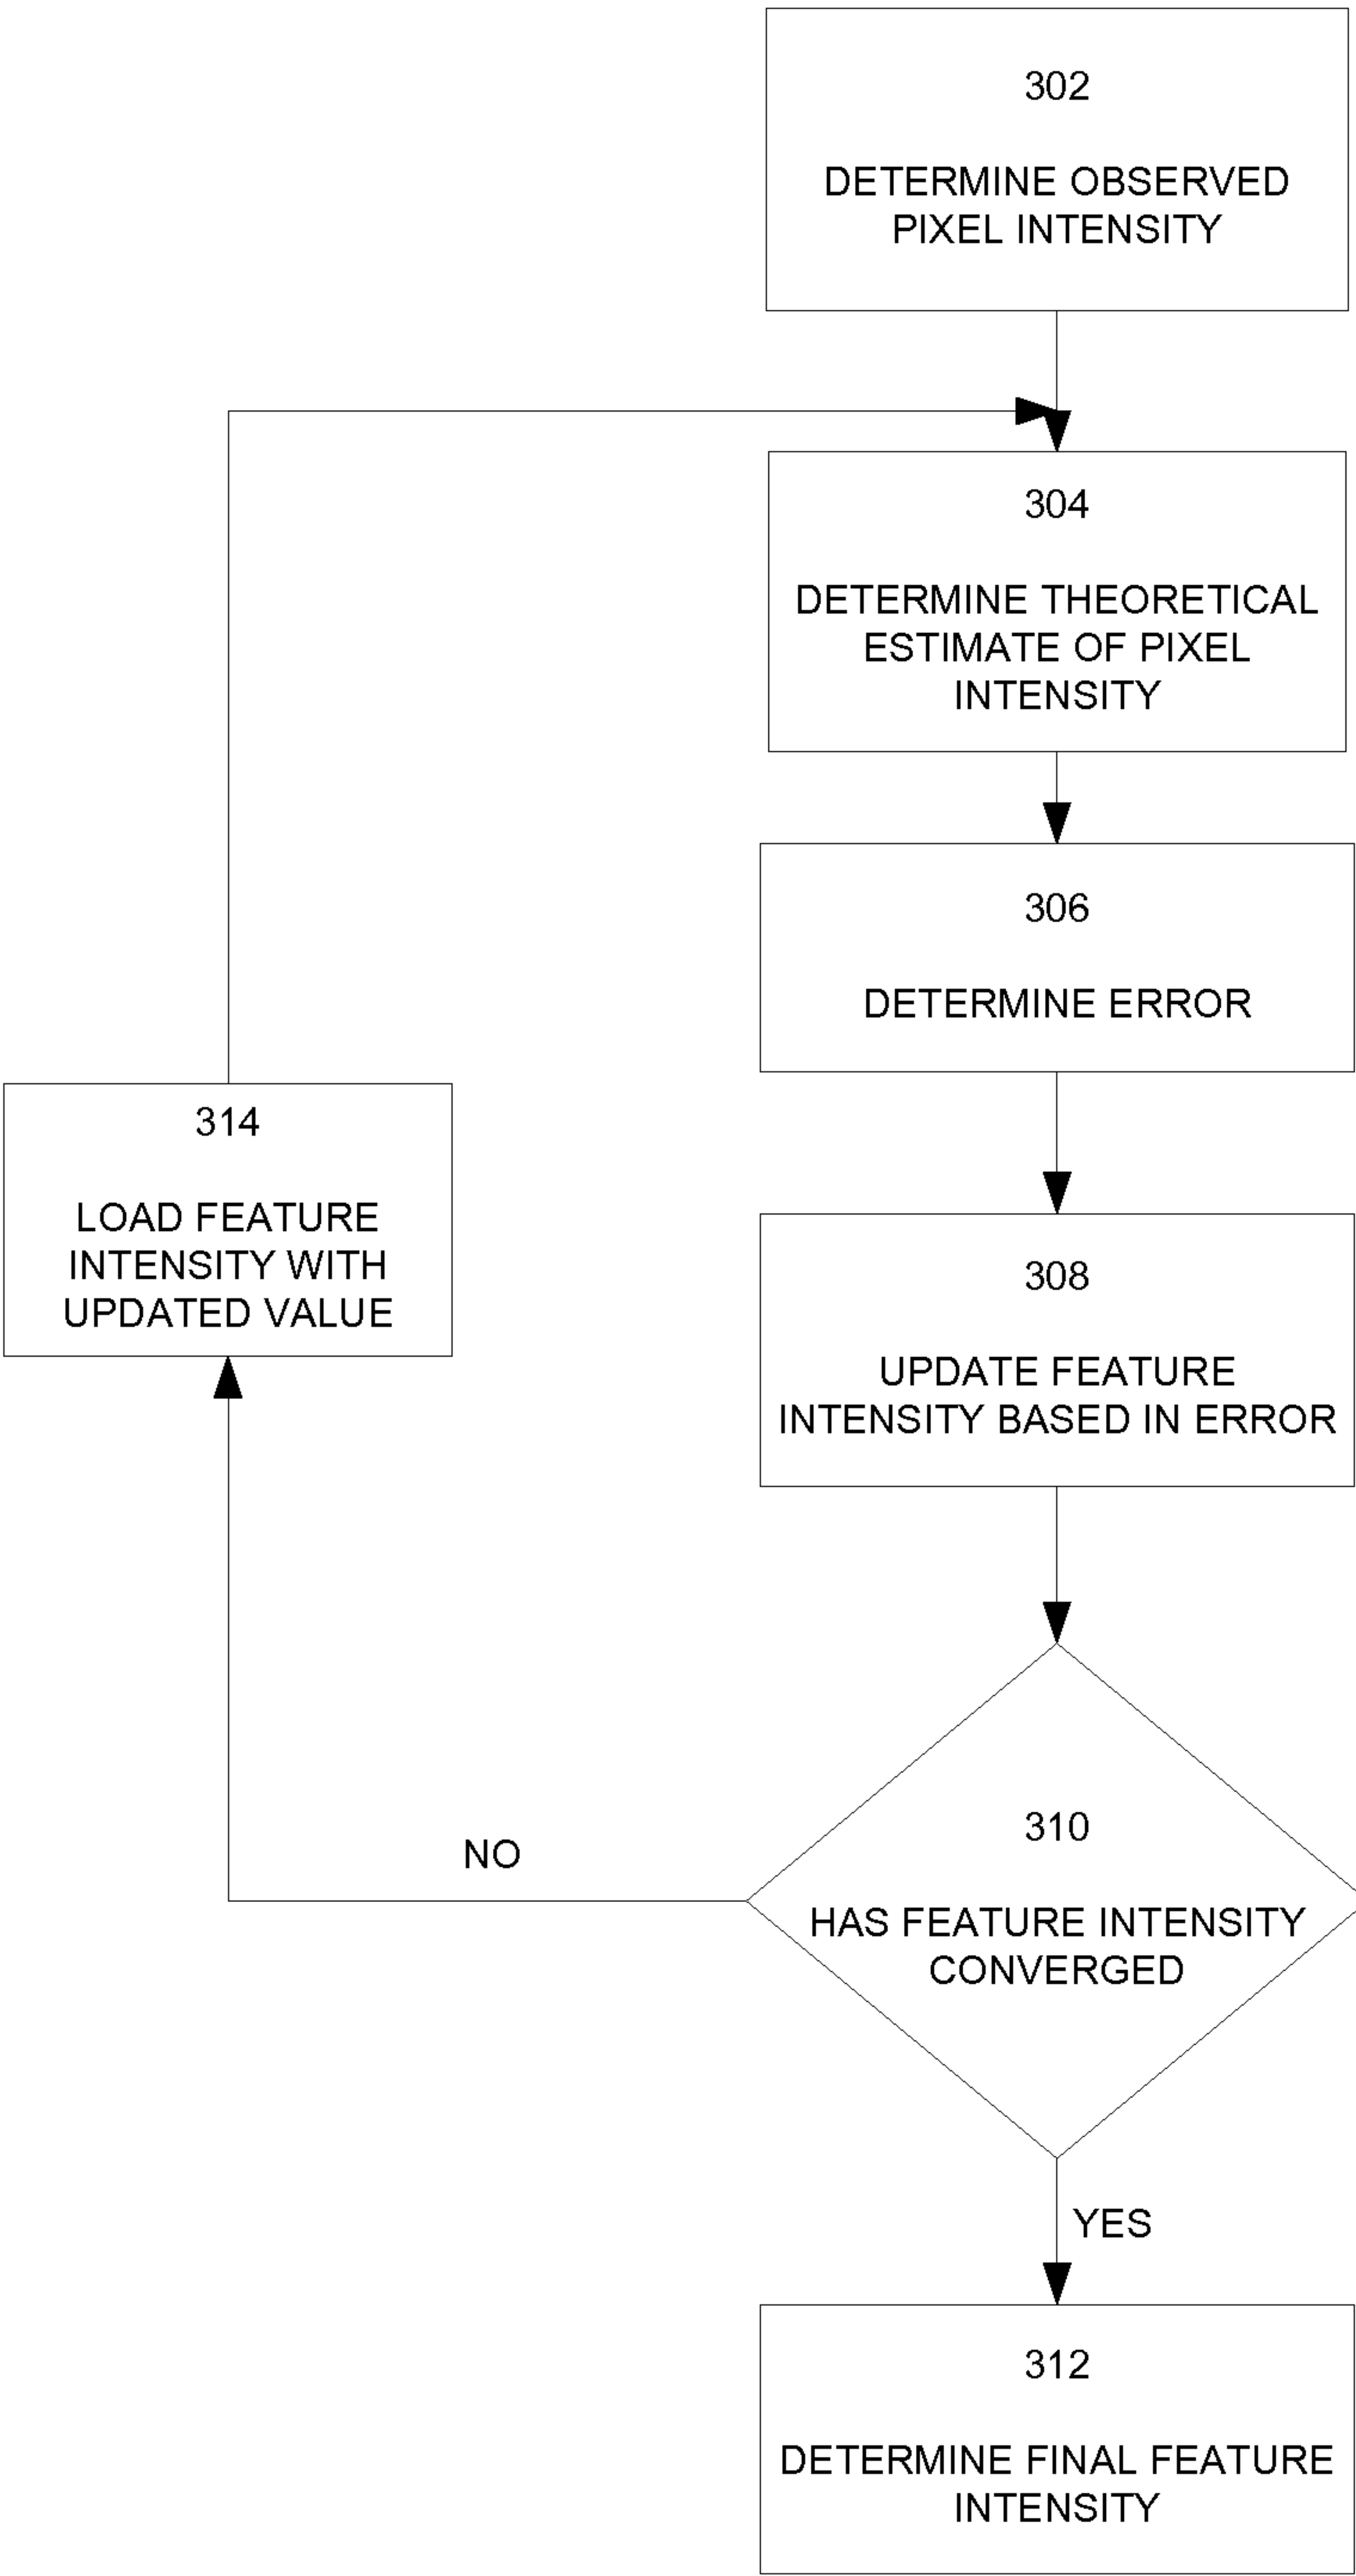 302
DETERMINE OBSERVED
PIXEL INTENSITY
304
DETERMINE THEORETICAL
ESTIMATE OF PIXEL
INTENSITY
306
DETERMINE ERROR
314
LOAD FEATURE
INTENSITY WITH
UPDATED VALUE
308
UPDATE FEATURE
INTENSITY BASED IN ERROR
310
HAS FEATURE INTENSITY
CONVERGED
NO
YES
312
DETERMINE FINAL FEATURE
INTENSITY